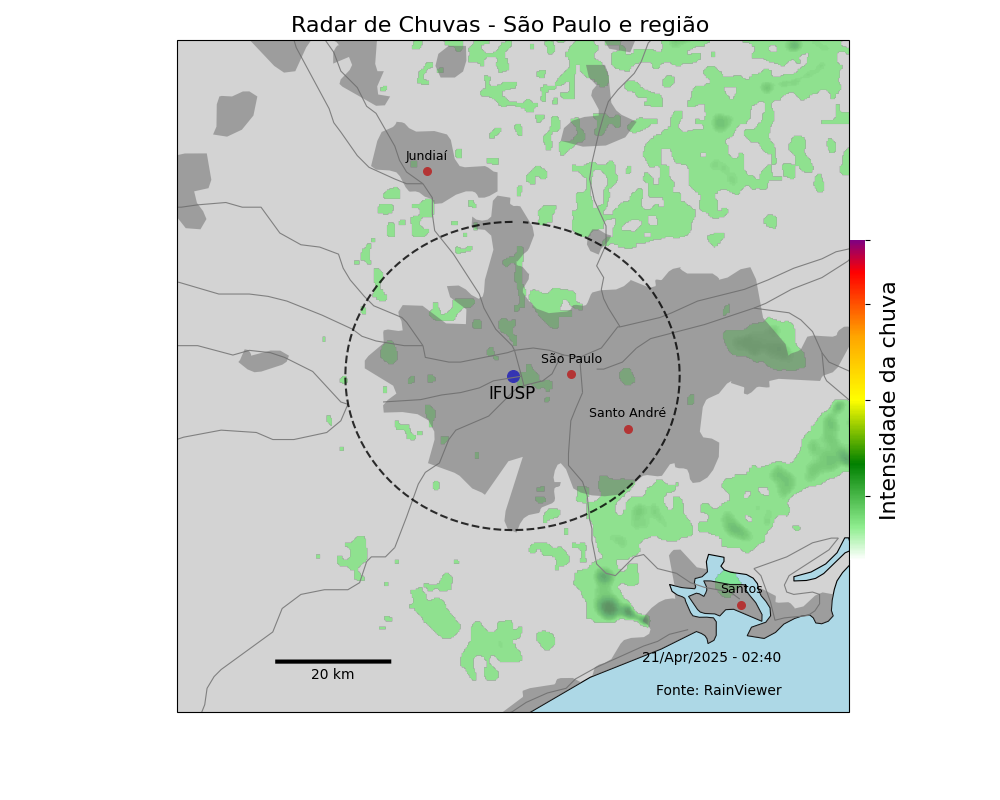 Radar de Chuvas - São Paulo e região
Jundiaí
São Paulo
IFUSP
Santo André
Intensidade da chuva
Santos
21/Apr/2025 - 02:40
20 km
Fonte: RainViewer